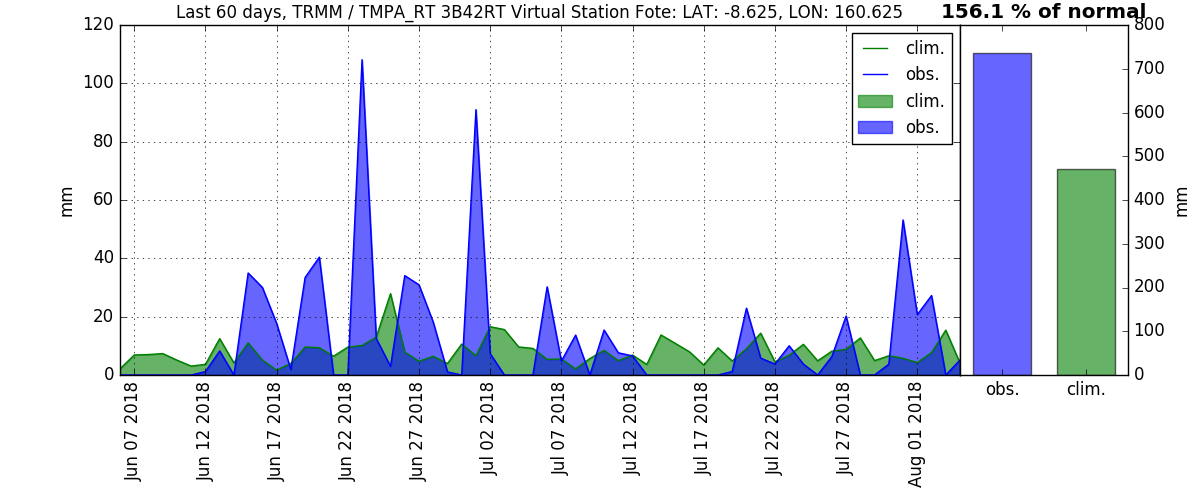 Last 60 days, TRMM / TMPA_RT 3B42RT Virtual Station Fote: LAT: -8.625, LON: 160.625
156.1 % of normal
mm
120
100
80
60
40
20
0
Jun 07 2018
Jun 12 2018
Jun 18 2018
Jun 22 2018
Jun 27 2018
Jul 02 2018
Jul 07 2018
Jul 12 2018
Jul 17 2018
Jul 22 2018
Jul 27 2018
Aug 01 2018
clim.
obs.
clim.
obs.
obs.
clim.
800
700
600
500
400
300
200
100
0
mm